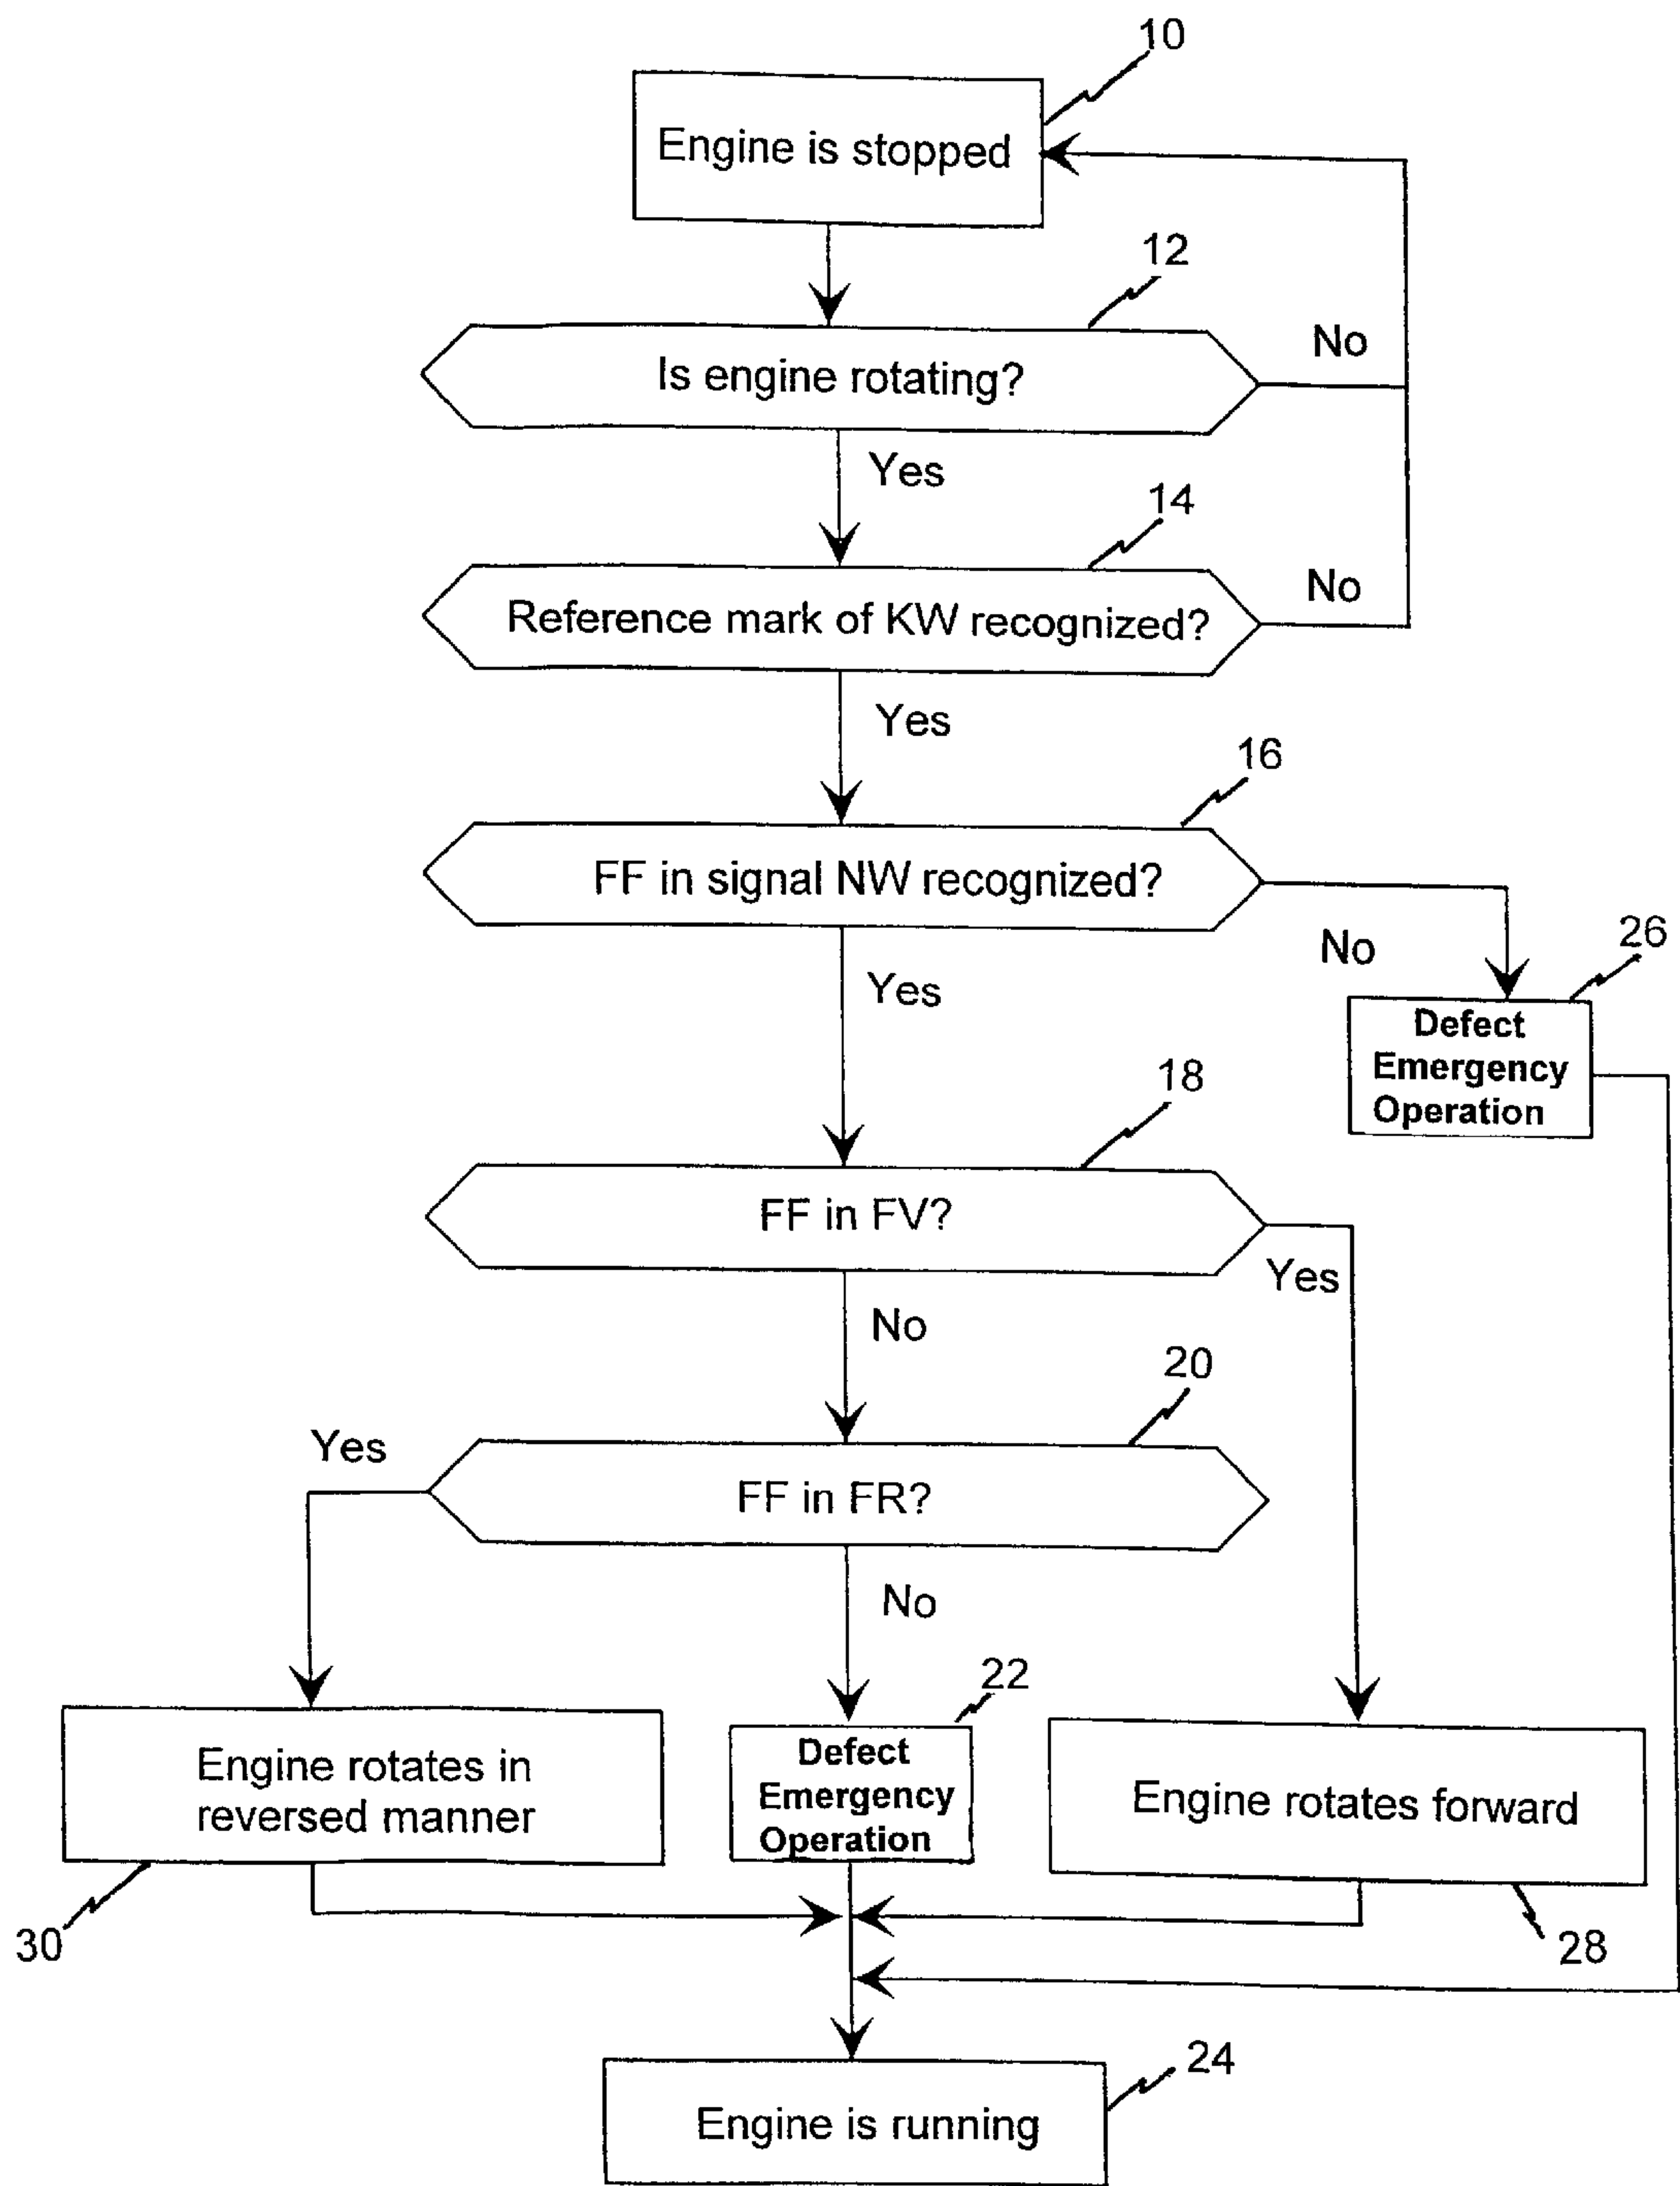 10
Engine is stopped
12
No
Is engine rotating?
Yes
14
No
Reference mark of KW recognized?
Yes
16
FF in signal NW recognized?
No
26
Yes
Defect
Emergency
Operation
18
FF in FV?
Yes
No
20
Yes
FF in FR?
No
22
Engine rotates in
reversed manner
Defect
Emergency
Operation
Engine rotates forward
30
28
24
Engine is running